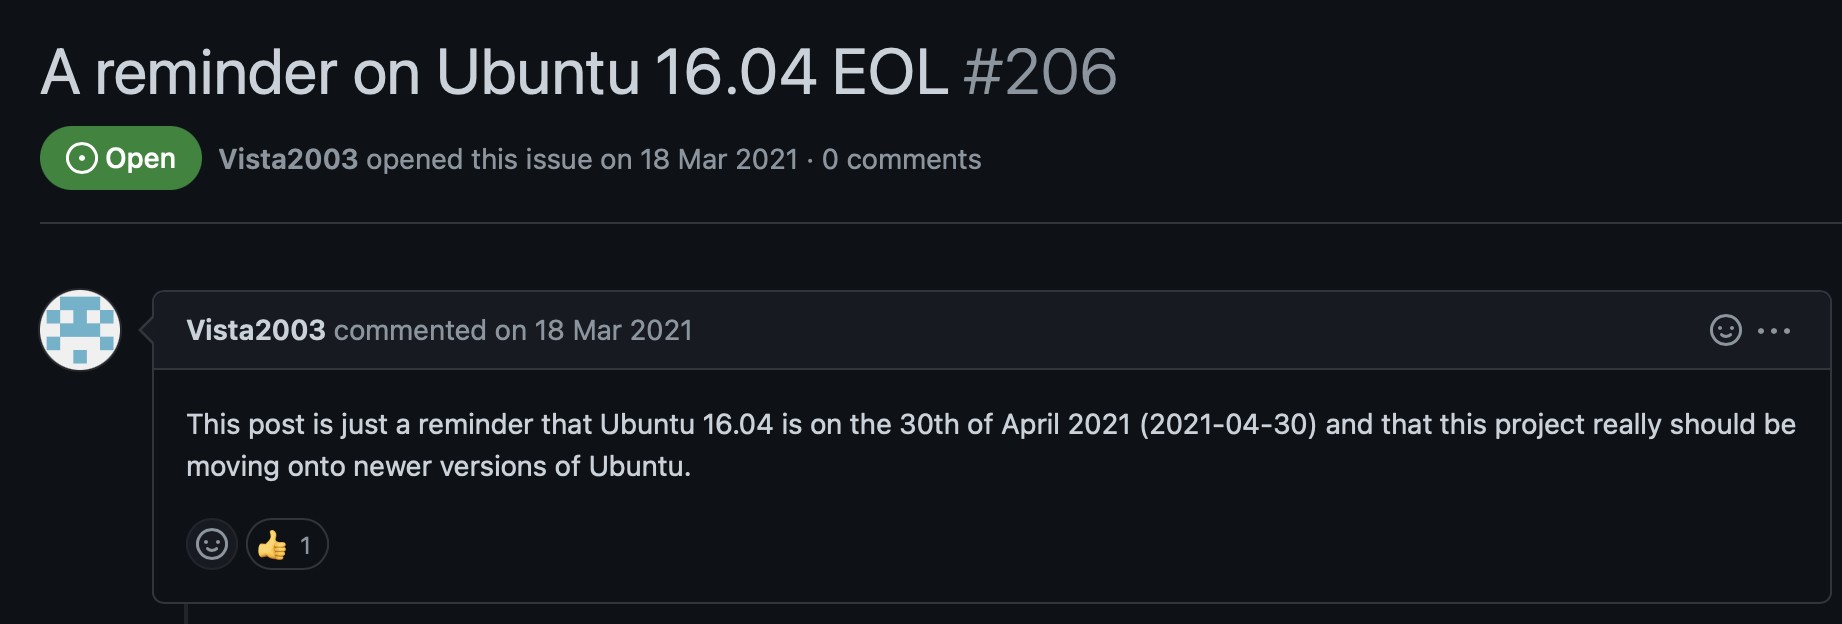 A reminder on Ubuntu 16.04 EOL #206
Open Vista2003 opened this issue on 18 Mar 2021 · 0 comments
Vista2003 commented on 18 Mar 2021
This post is just a reminder that Ubuntu 16.04 is on the 30th of April 2021 (2021-04-30) and that this project really should be
moving onto newer versions of Ubuntu.
👍 1